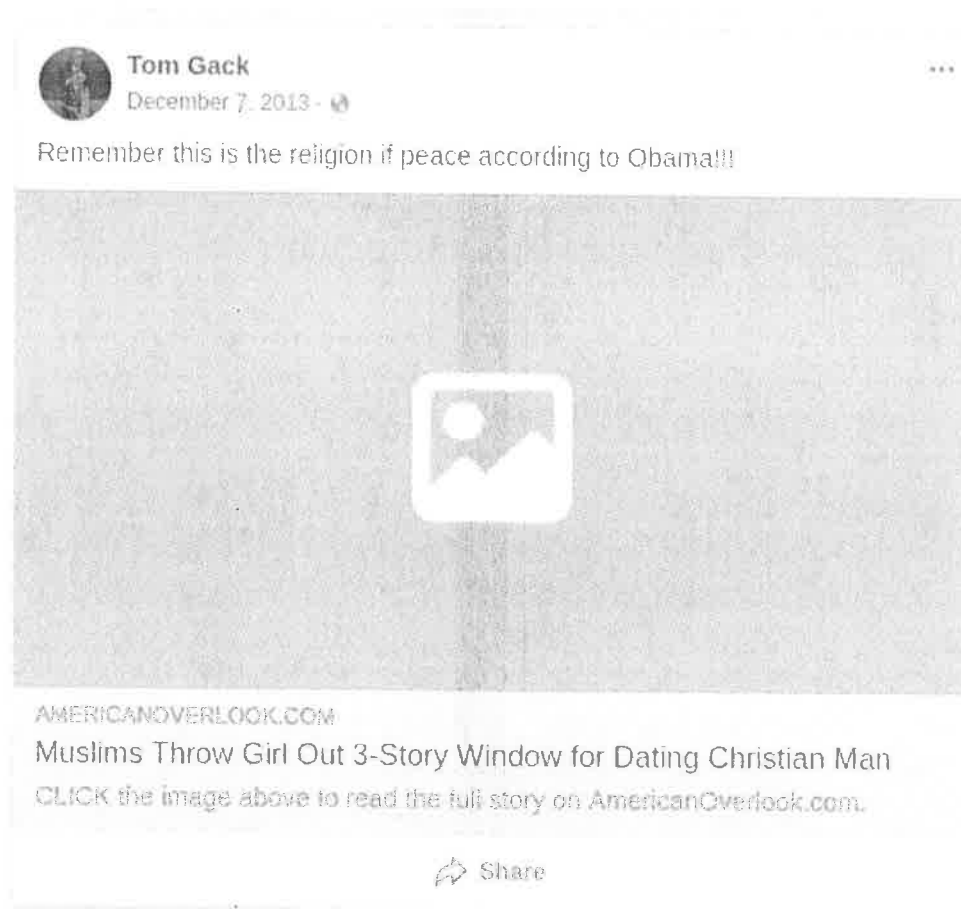 Tom Gack
December 7, 2013 ·
Remember this is the religion if peace according to Obama!!!
AMERICANOVERLOOK.COM
Muslims Throw Girl Out 3-Story Window for Dating Christian Man
CLICK the image above to read the full story on AmericanOverlook.com.
Share